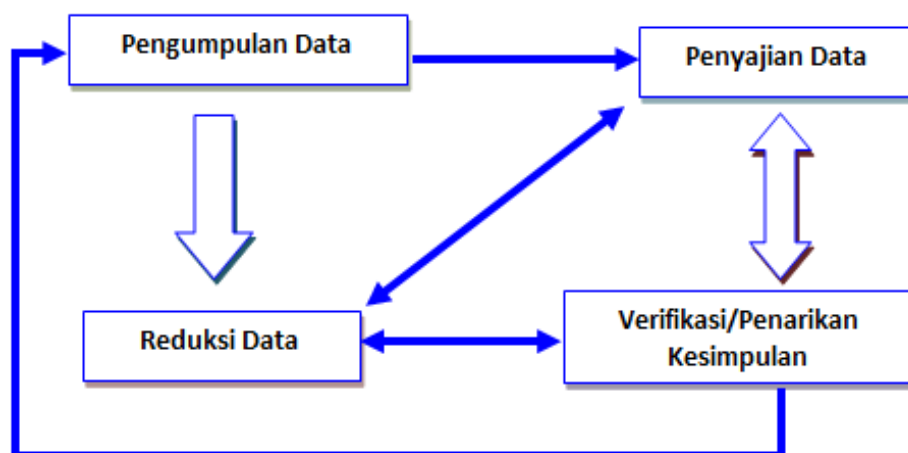 Pengumpulan Data
Penyajian Data
Reduksi Data
Verifikasi/Penarikan
Kesimpulan